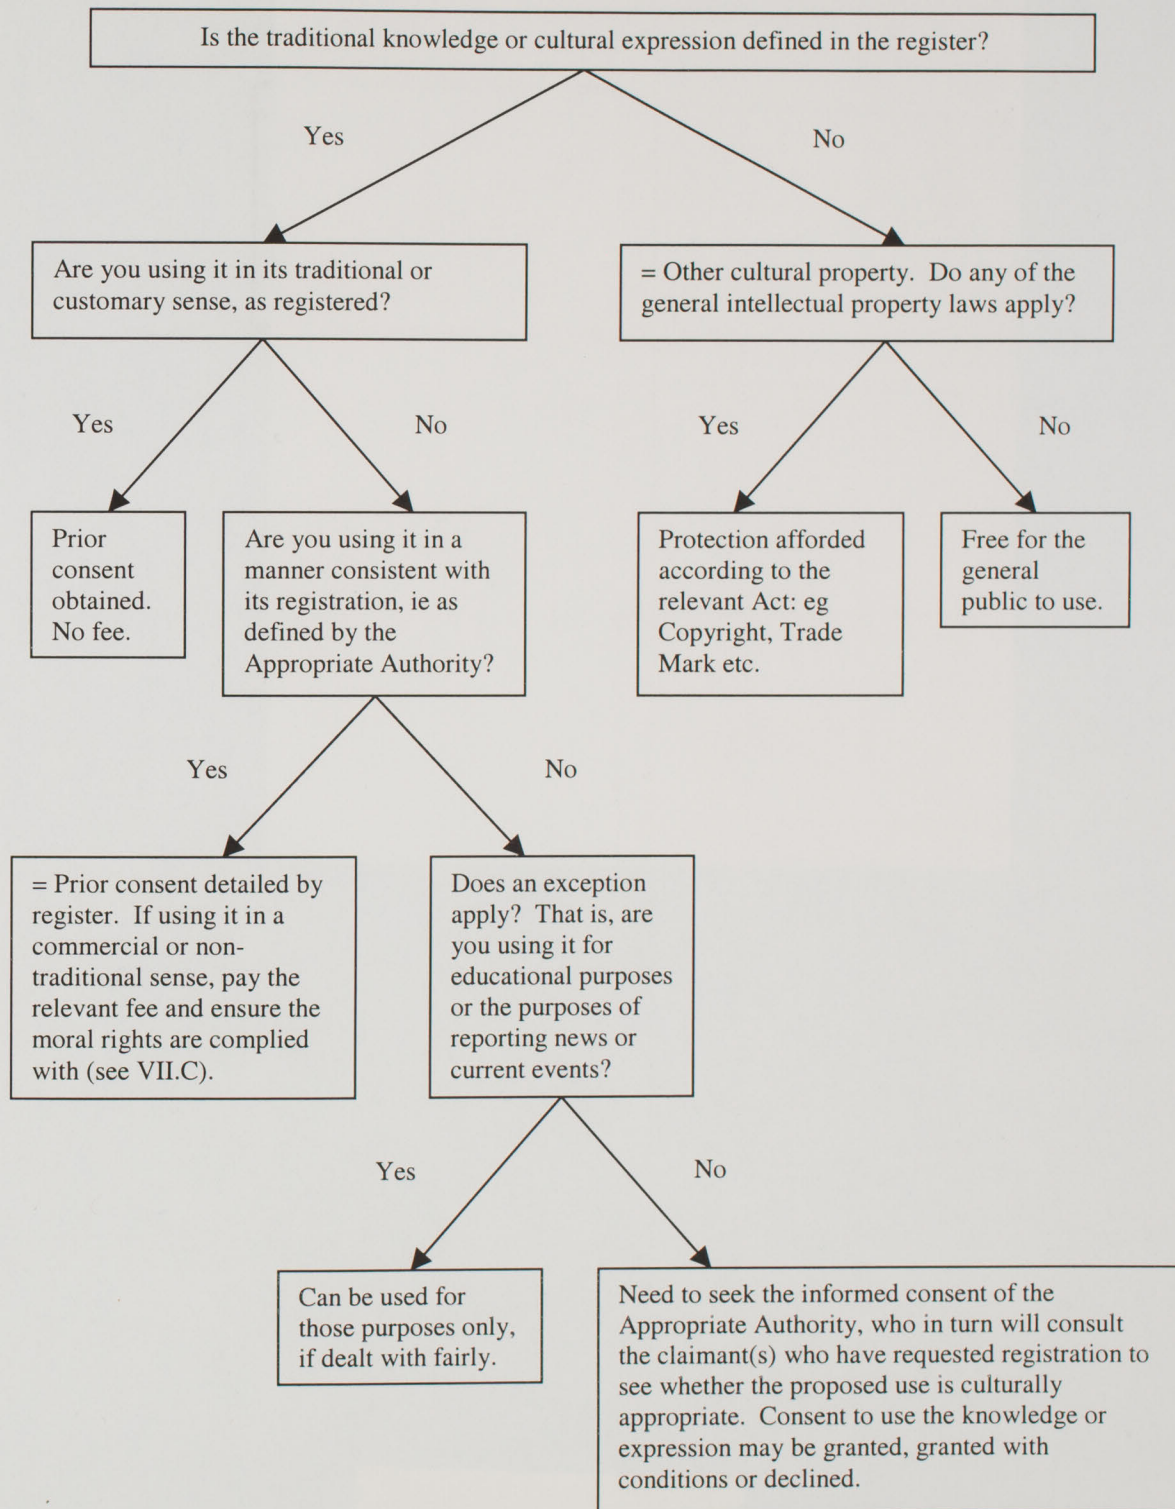 Is the traditional knowledge or cultural expression defined in the register?
Yes
No
Are you using it in its traditional or
customary sense, as registered?
= Other cultural property.  Do any of the
general intellectual property laws apply?
Yes
No
Yes
No
Prior
consent
obtained.
No fee.
Are you using it in a
manner consistent with
its registration, ie as
defined by the
Appropriate Authority?
Protection afforded
according to the
relevant Act: eg
Copyright, Trade
Mark etc.
Free for the
general
public to use.
Yes
No
= Prior consent detailed by
register.  If using it in a
commercial or non-
traditional sense, pay the
relevant fee and ensure the
moral rights are complied
with (see VII.C).
Does an exception
apply?  That is, are
you using it for
educational purposes
or the purposes of
reporting news or
current events?
Yes
No
Can be used for
those purposes only,
if dealt with fairly.
Need to seek the informed consent of the
Appropriate Authority, who in turn will consult
the claimant(s) who have requested registration to
see whether the proposed use is culturally
appropriate.  Consent to use the knowledge or
expression may be granted, granted with
conditions or declined.